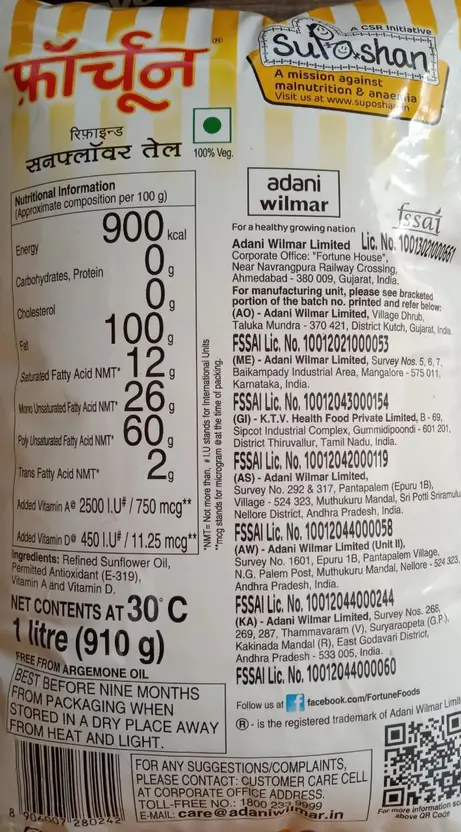 फ़ॉर्चून®
रिफ़ाइन्ड
सनफ्लॉवर तेल
100% Veg.
A CSR Initiative
Suposhan
A mission against
malnutrition & anaemia
Visit us at www.suposhan.in
Nutritional Information
(Approximate composition per 100 g)
Energy 900 kcal
Carbohydrates, Protein 0 g
Cholesterol 0 g
Fat 100 g
Saturated Fatty Acid NMT* 12 g
Mono Unsaturated Fatty Acid NMT* 26 g
Poly Unsaturated Fatty Acid NMT* 60 g
Trans Fatty Acid NMT* 2 g
Added Vitamin A@ 2500 I.U# / 750 mcg**
Added Vitamin D@ 450 I.U# / 11.25 mcg**
*NMT= Not more than, # I.U stands for International Units
**mcg stands for microgram @at the time of packing.
Ingredients: Refined Sunflower Oil,
Permitted Antioxidant (E-319),
Vitamin A and Vitamin D.
NET CONTENTS AT 30°C
1 litre (910 g)
FREE FROM ARGEMONE OIL
BEST BEFORE NINE MONTHS
FROM PACKAGING WHEN
STORED IN A DRY PLACE AWAY
FROM HEAT AND LIGHT.
8 904007 280242
adani
wilmar
For a healthy growing nation
fssai
Adani Wilmar Limited Lic. No. 10013021000661
Corporate Office: "Fortune House",
Near Navrangpura Railway Crossing,
Ahmedabad - 380 009, Gujarat, India.
For manufacturing unit, please see bracketed
portion of the batch no. printed and refer below:
(AO) - Adani Wilmar Limited, Village Dhrub,
Taluka Mundra - 370 421, District Kutch, Gujarat, India.
FSSAI Lic. No. 10012021000053
(ME) - Adani Wilmar Limited, Survey Nos. 5, 6, 7,
Baikampady Industrial Area, Mangalore - 575 011,
Karnataka, India.
FSSAI Lic. No. 10012043000154
(GI) - K.T.V. Health Food Private Limited, B - 69,
Sipcot Industrial Complex, Gummidipoondi - 601 201,
District Thiruvallur, Tamil Nadu, India.
FSSAI Lic. No. 10012042000119
(AS) - Adani Wilmar Limited,
Survey No. 292 & 317, Pantapalem (Epuru 1B),
Village - 524 323, Muthukuru Mandal, Sri Potti Sriramulu
Nellore District, Andhra Pradesh, India.
FSSAI Lic. No. 10012044000058
(AW) - Adani Wilmar Limited (Unit II),
Survey No. 1601, Epuru 1B, Pantapalem Village,
N.G. Palem Post, Muthukuru Mandal, Nellore - 524 323,
Andhra Pradesh, India.
FSSAI Lic. No. 10012044000244
(KA) - Adani Wilmar Limited, Survey Nos. 268,
269, 287, Thammavaram (V), Suryaraopeta (G.P.),
Kakinada Mandal (R), East Godavari District,
Andhra Pradesh - 533 005, India.
FSSAI Lic. No. 10012044000060
Follow us at f facebook.com/FortuneFoods
® - is the registered trademark of Adani Wilmar Limit
FOR ANY SUGGESTIONS/COMPLAINTS,
PLEASE CONTACT: CUSTOMER CARE CELL
AT CORPORATE OFFICE ADDRESS.
TOLL-FREE NO.: 1800 233 9999
E-MAIL: care@adaniwilmar.in
For more information sc
above QR Code